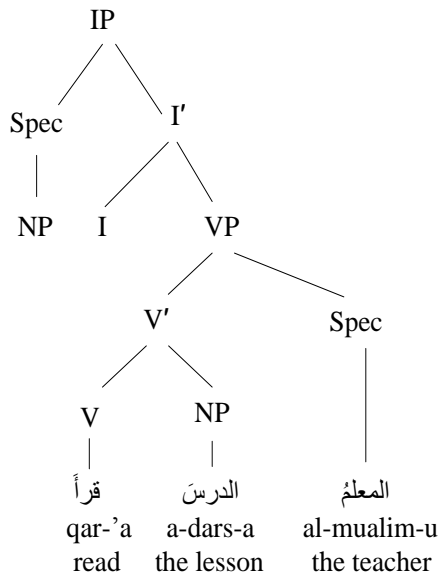 IP
Spec I′
NP I VP
V′ Spec
V NP
قرأَ الدرسَ المعلمُ
qar-’a a-dars-a al-mualim-u
read the lesson the teacher